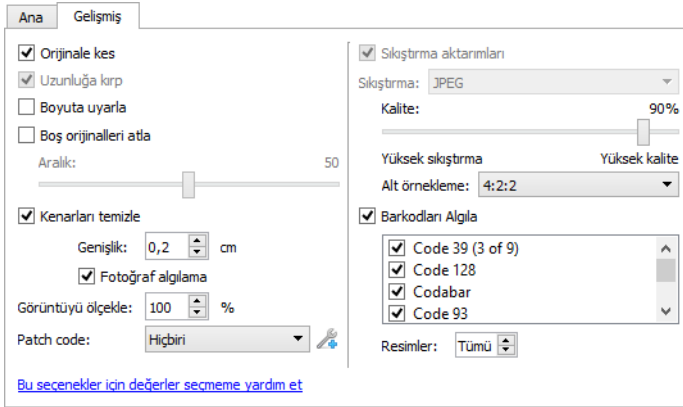 Ana
Gelişmiş
Orijinale kes
Uzunluğa kırp
Boyuta uyarla
Boş orijinalleri atla
Aralık: 50
Kenarları temizle
Genişlik: 0,2 cm
Fotoğraf algılama
Görüntüyü ölçekle: 100 %
Patch code: Hiçbiri
Bu seçenekler için değerler seçmeme yardım et
Sıkıştırma aktarımları
Sıkıştırma: JPEG
Kalite: 90%
Yüksek sıkıştırma Yüksek kalite
Alt örnekleme: 4:2:2
Barkodları Algıla
Code 39 (3 of 9)
Code 128
Codabar
Code 93
Resimler: Tümü